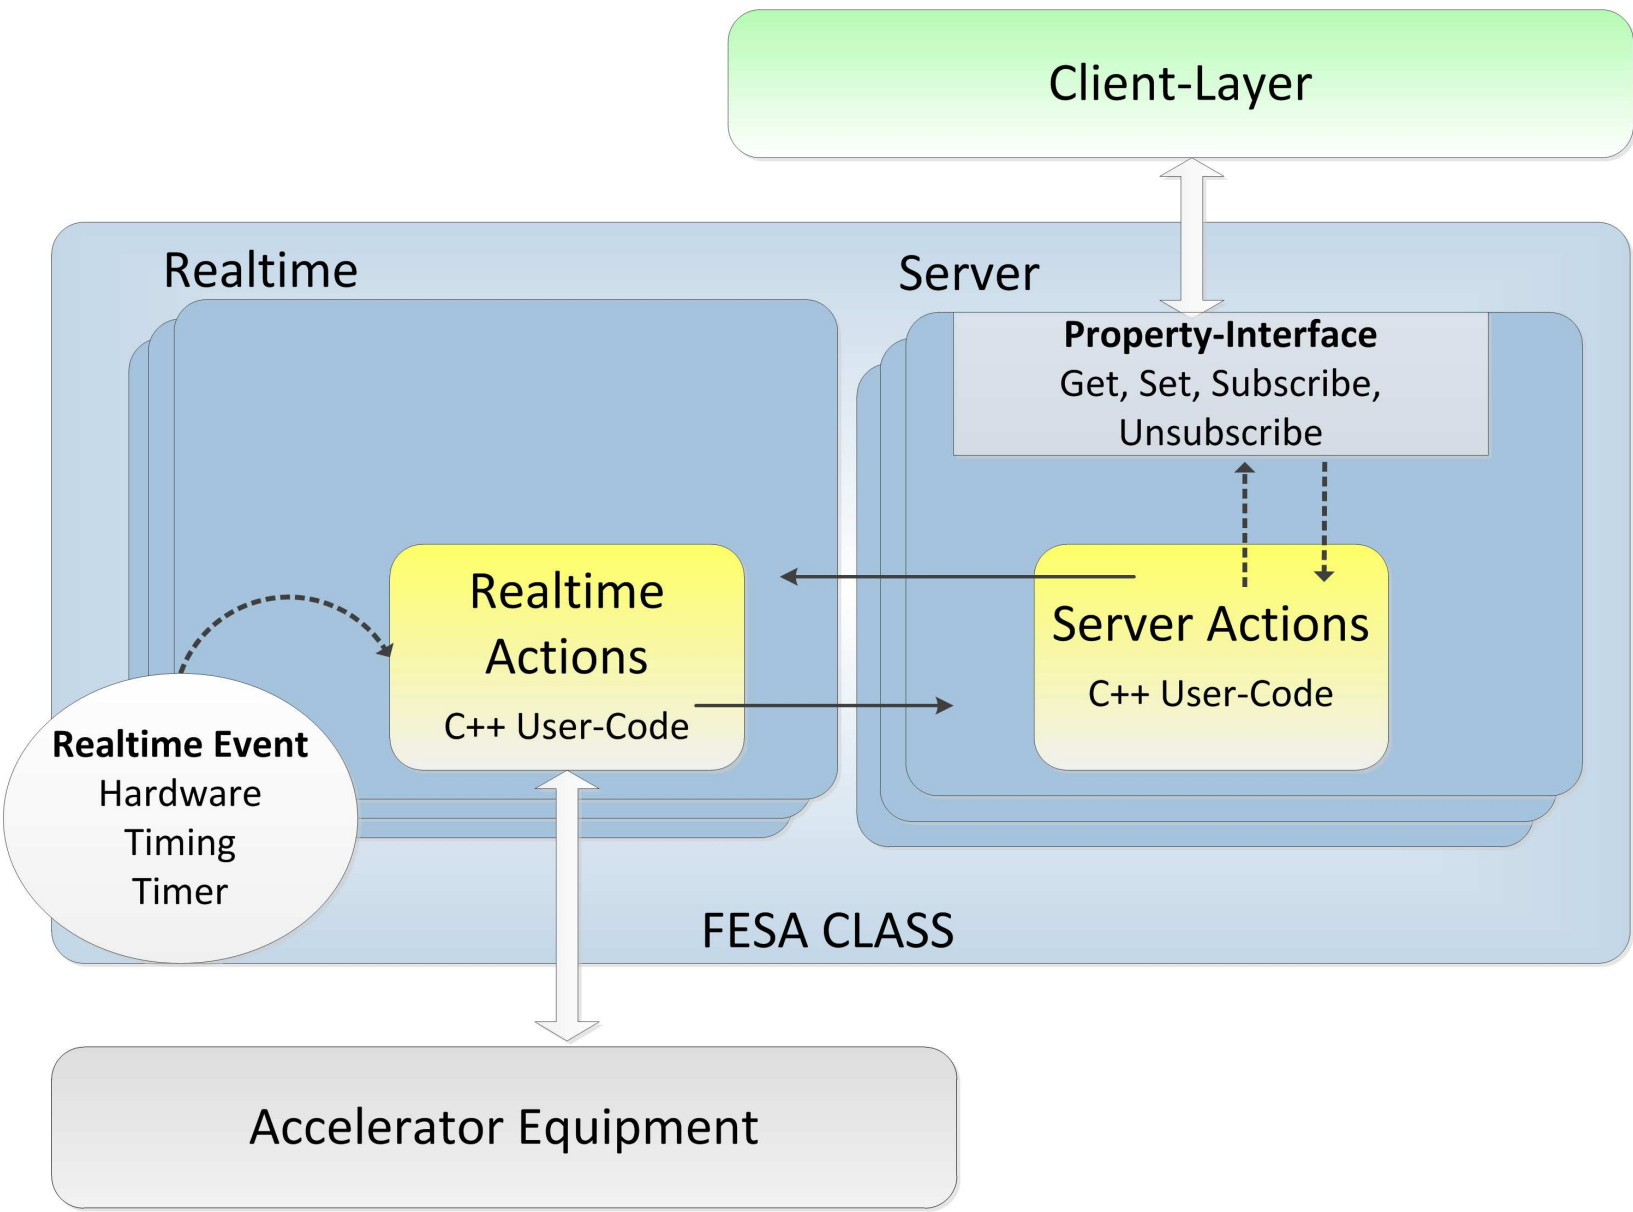 Client-Layer
Realtime
Server
Property-Interface
Get, Set, Subscribe,
Unsubscribe
Realtime
Actions
C++ User-Code
Server Actions
C++ User-Code
Realtime Event
Hardware
Timing
Timer
FESA CLASS
Accelerator Equipment